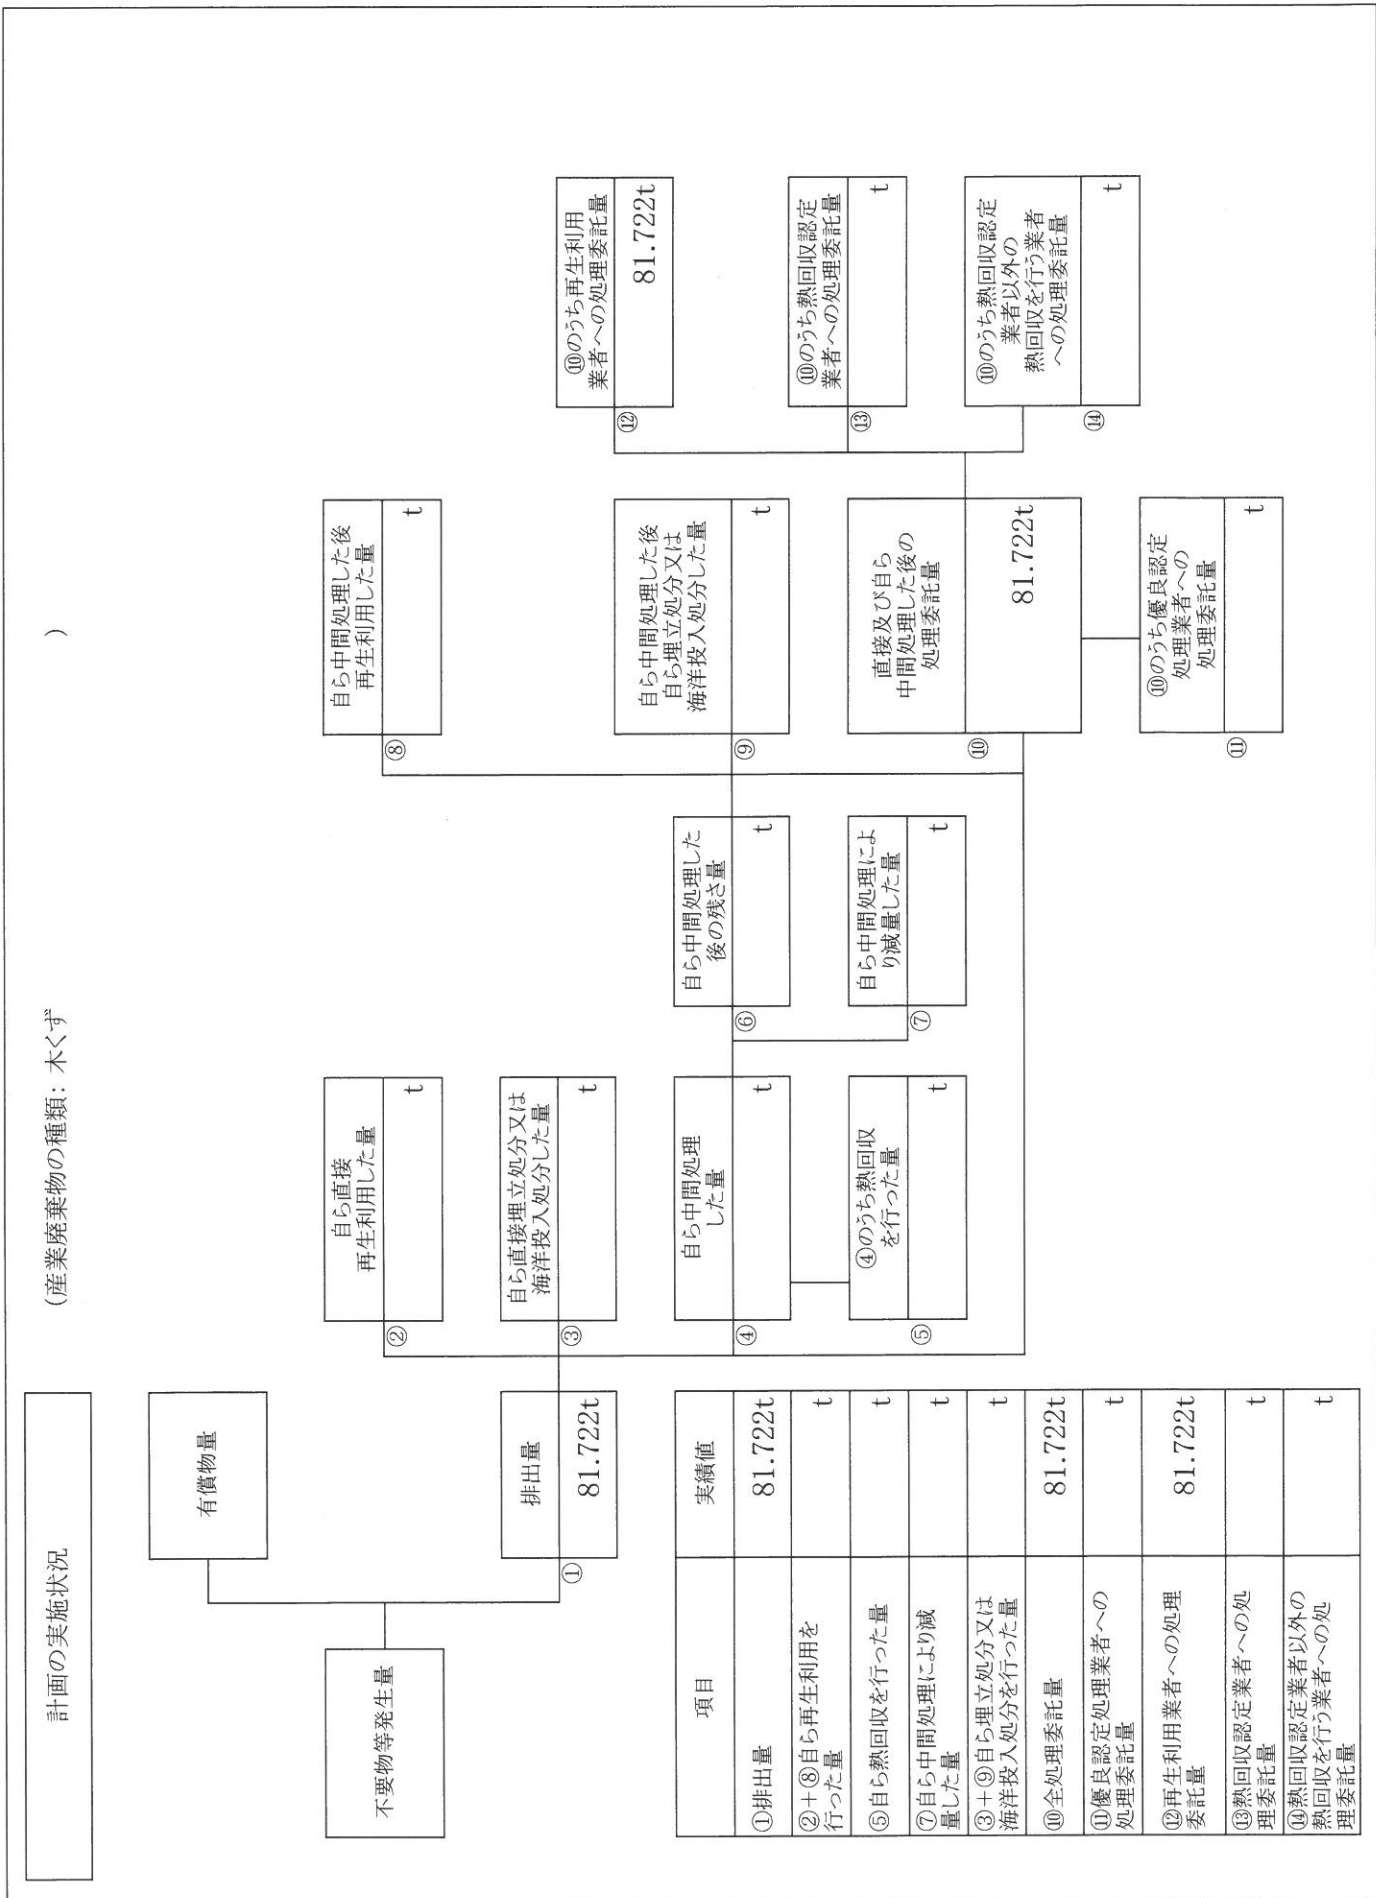 計画の実施状況
(産業廃棄物の種類：木くず
)
有償物量
不要物等発生量
排出量
①
81.722t
自ら直接
再生利用した量
②
t
自ら直接埋立処分又は
海洋投入処分した量
③
t
自ら中間処理
した量
④
t
④のうち熱回収
を行った量
⑤
t
自ら中間処理した
後の残さ量
⑥
t
自ら中間処理によ
り減量した量
⑦
t
自ら中間処理した後
再生利用した量
⑧
t
自ら中間処理した後
自ら埋立処分又は
海洋投入処分した量
⑨
t
直接及び自ら
中間処理した後の
処理委託量
⑩
81.722t
⑩のうち優良認定
処理業者への
処理委託量
⑪
t
⑩のうち再生利用
業者への処理委託量
⑫
81.722t
⑩のうち熱回収認定
業者への処理委託量
⑬
t
⑩のうち熱回収認定
業者以外の
熱回収を行う業者
への処理委託量
⑭
t
項目 実績値
①排出量 81.722t
②＋⑧自ら再生利用を
行った量
t
⑤自ら熱回収を行った量 t
⑦自ら中間処理により減
量した量
t
③＋⑨自ら埋立処分又は
海洋投入処分を行った量
t
⑩全処理委託量 81.722t
⑪優良認定処理業者への
処理委託量
t
⑫再生利用業者への処理
委託量
81.722t
⑬熱回収認定業者への処
理委託量
t
⑭熱回収認定業者以外の
熱回収を行う業者への処
理委託量
t